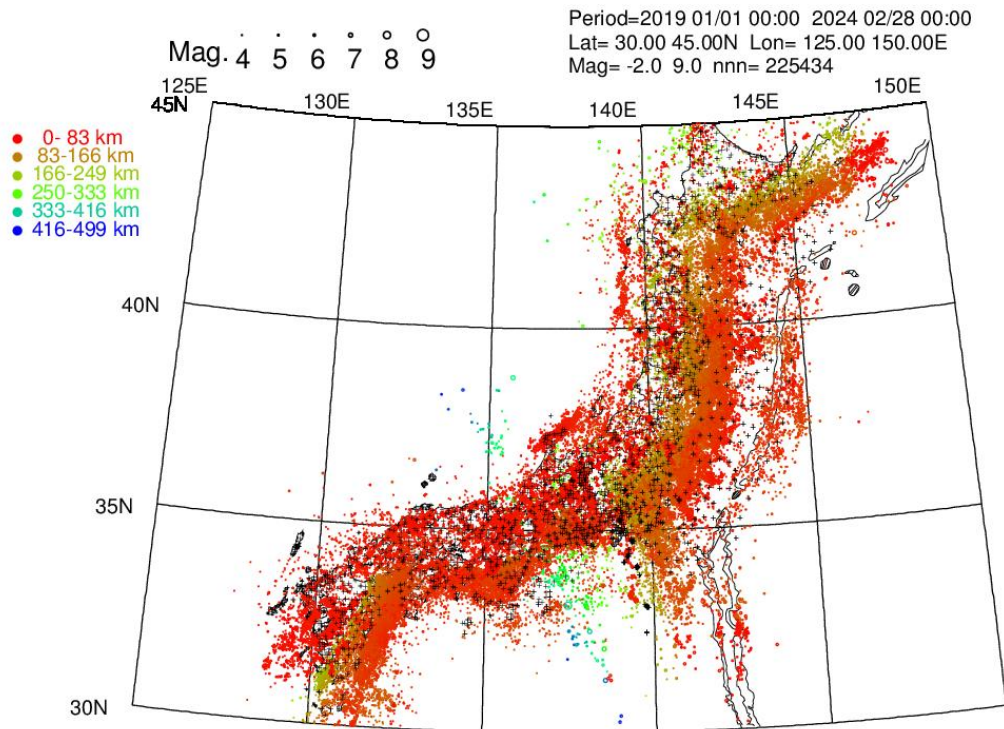 Period=2019 01/01 00:00 2024 02/28 00:00
Lat= 30.00 45.00N Lon= 125.00 150.00E
Mag= -2.0 9.0 nnn= 225434
Mag. 4 5 6 7 8 9
125E 130E 135E 140E 145E 150E
45N
0- 83 km
83-166 km
166-249 km
250-333 km
333-416 km
416-499 km
40N
35N
30N